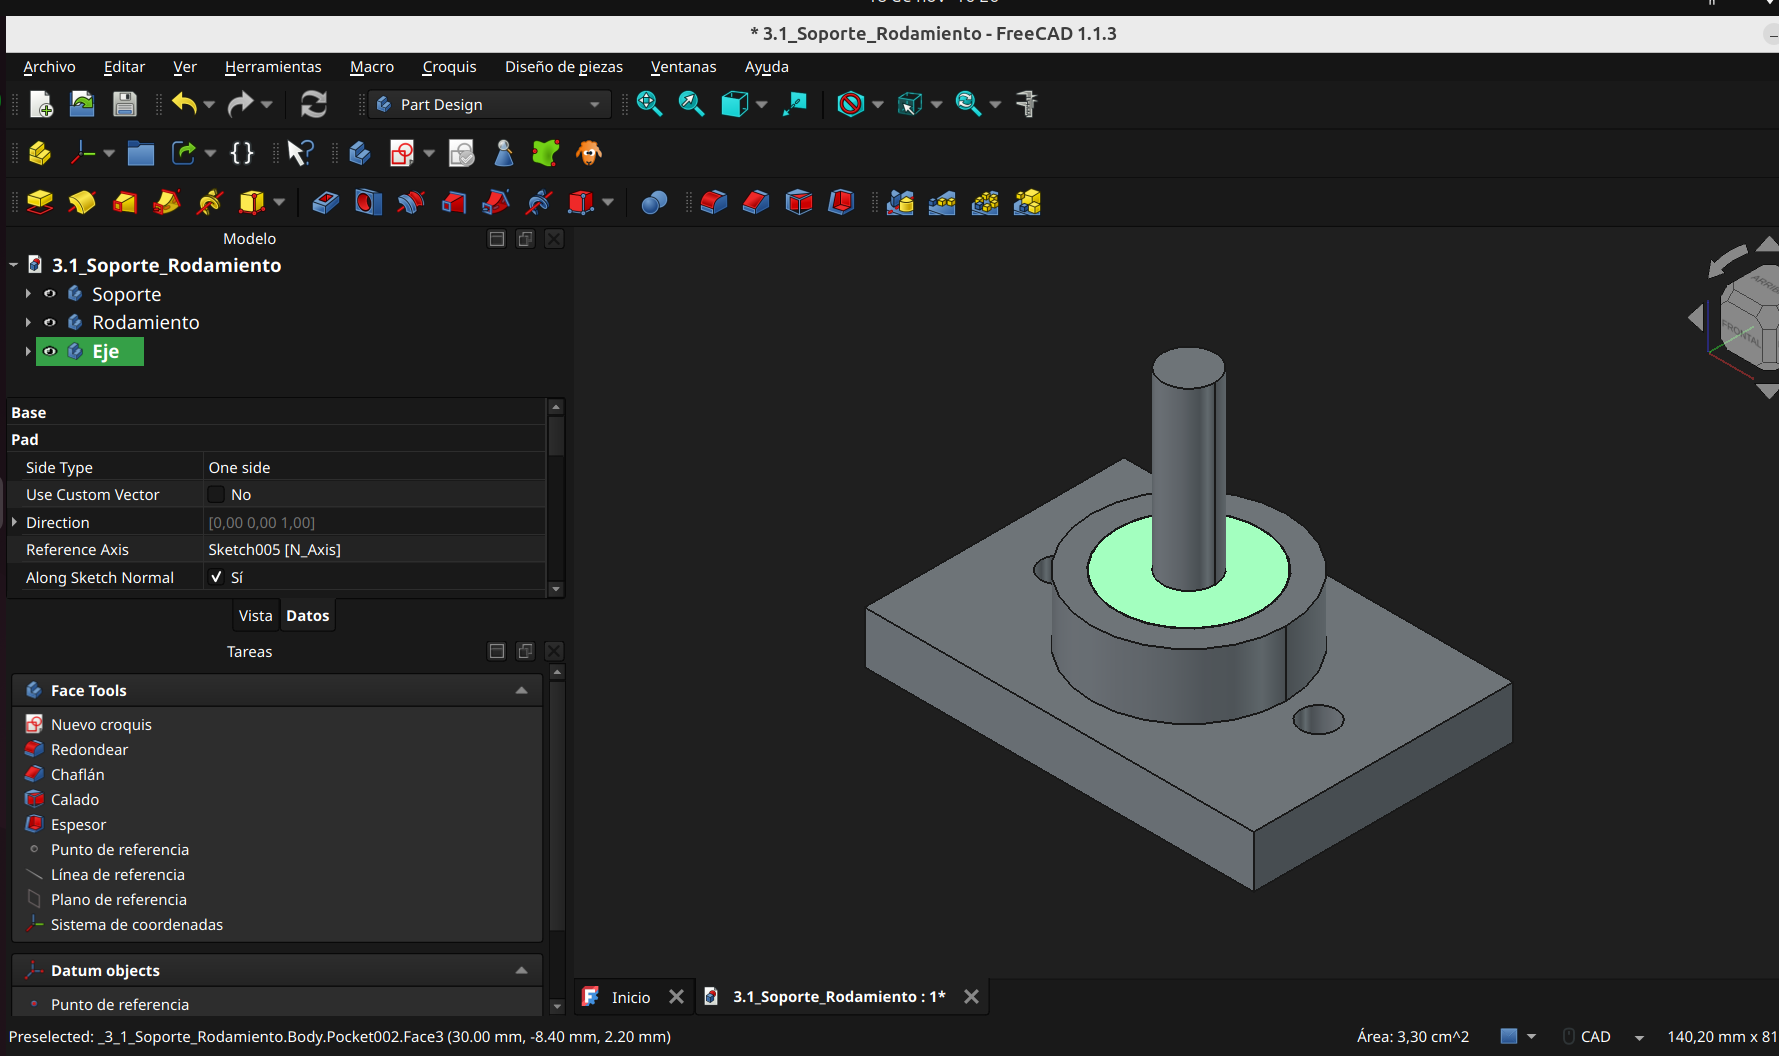 * 3.1_Soporte_Rodamiento - FreeCAD 1.1.3
Archivo Editar Ver Herramientas Macro Croquis Diseño de piezas Ventanas Ayuda
Part Design
Modelo
3.1_Soporte_Rodamiento
Soporte
Rodamiento
Eje
Base
Pad
Side Type One side
Use Custom Vector No
Direction [0,00 0,00 1,00]
Reference Axis Sketch005 [N_Axis]
Along Sketch Normal Sí
Vista Datos
Tareas
Face Tools
Nuevo croquis
Redondear
Chaflán
Calado
Espesor
Punto de referencia
Línea de referencia
Plano de referencia
Sistema de coordenadas
Datum objects
Punto de referencia
FRONTAL
Inicio
3.1_Soporte_Rodamiento : 1*
Preselected: _3_1_Soporte_Rodamiento.Body.Pocket002.Face3 (30.00 mm, -8.40 mm, 2.20 mm)
Área: 3,30 cm^2
CAD
140,20 mm x 81